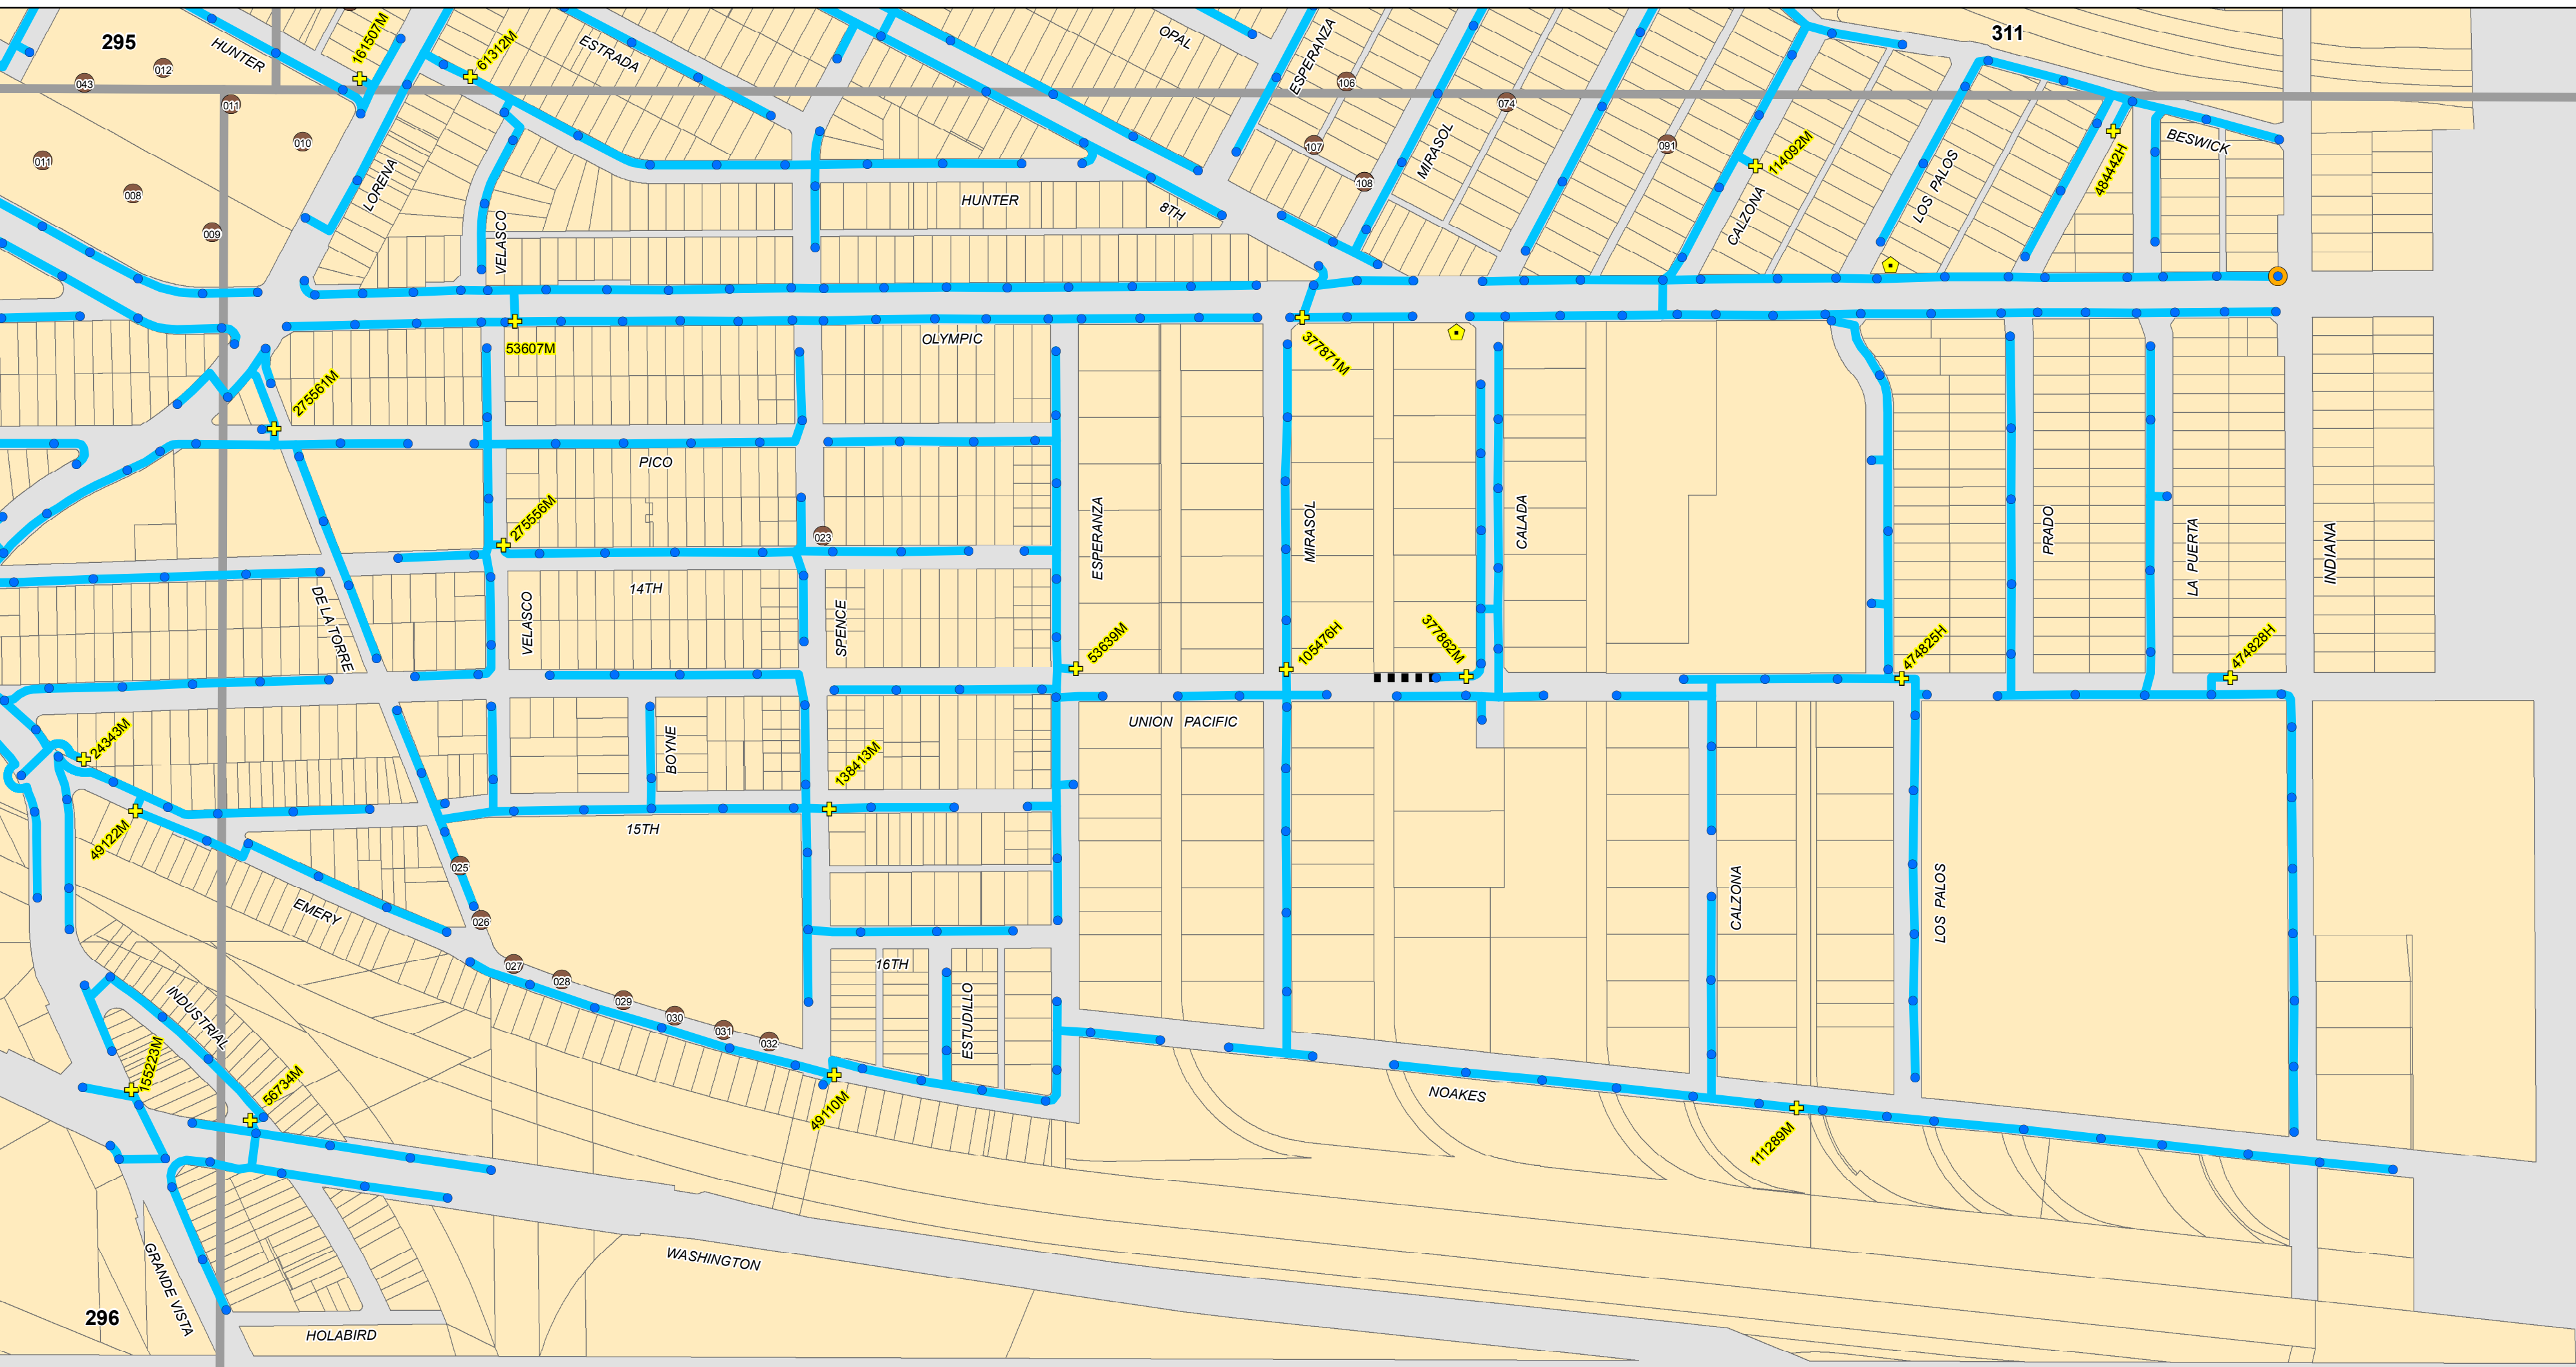 295
311
HUNTER
161507M
61312M
ESTRADA
OPAL
ESPERANZA
043
012
011
106
074
010
107
091
114092M
BESWICK
011
LORENA
MIRASOL
484442H
008
108
LOS PALOS
HUNTER
8TH
CALZONA
009
VELASCO
OLYMPIC
53607M
377871M
275561M
PICO
275556M
023
ESPERANZA
MIRASOL
CALADA
PRADO
LA PUERTA
INDIANA
14TH
DE LA TORRE
VELASCO
SPENCE
53639M
105476H
377862M
474825H
474828H
UNION PACIFIC
24343M
BOYNE
138413M
49122M
15TH
025
CALZONA
LOS PALOS
EMERY
026
027
16TH
028
029
030
031
032
ESTUDILLO
INDUSTRIAL
155223M
56734M
49110M
NOAKES
111289M
GRANDE VISTA
WASHINGTON
296
HOLABIRD